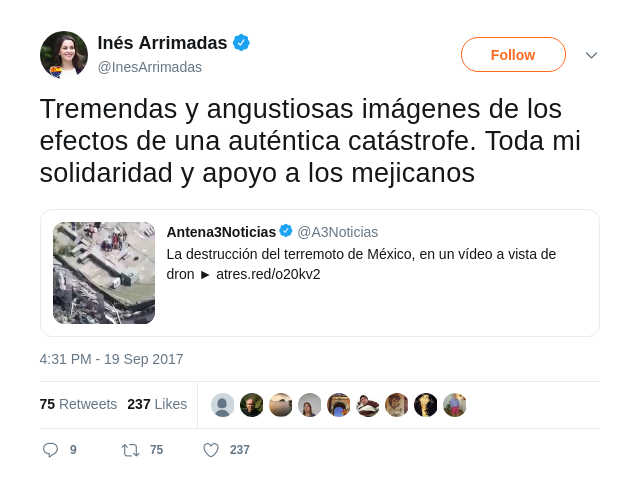 Inés Arrimadas
@InesArrimadas
Follow
Tremendas y angustiosas imágenes de los
efectos de una auténtica catástrofe. Toda mi
solidaridad y apoyo a los mejicanos
Antena3Noticias @A3Noticias
La destrucción del terremoto de México, en un vídeo a vista de
dron ► atres.red/o20kv2
4:31 PM - 19 Sep 2017
75 Retweets 237 Likes
9 75 237